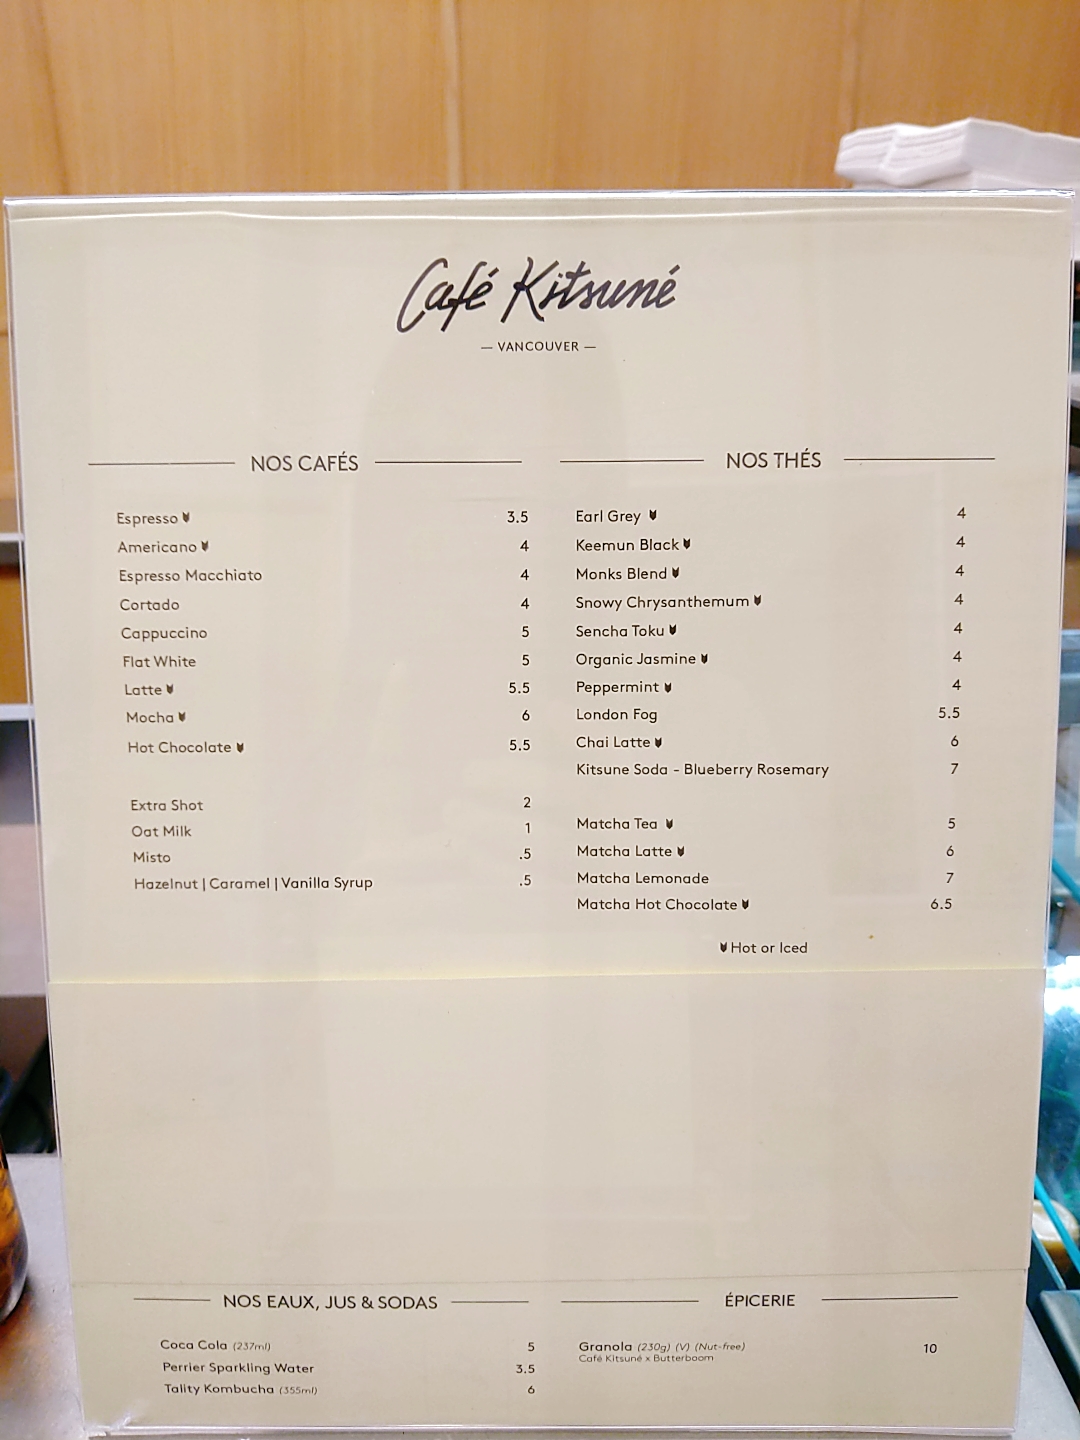 Café Kitsuné
— VANCOUVER —
NOS CAFÉS
Espresso 3.5
Americano 4
Espresso Macchiato 4
Cortado 4
Cappuccino 5
Flat White 5
Latte 5.5
Mocha 6
Hot Chocolate 5.5
Extra Shot 2
Oat Milk 1
Misto .5
Hazelnut | Caramel | Vanilla Syrup .5
NOS THÉS
Earl Grey 4
Keemun Black 4
Monks Blend 4
Snowy Chrysanthemum 4
Sencha Toku 4
Organic Jasmine 4
Peppermint 4
London Fog 5.5
Chai Latte 6
Kitsune Soda - Blueberry Rosemary 7
Matcha Tea 5
Matcha Latte 6
Matcha Lemonade 7
Matcha Hot Chocolate 6.5
Hot or Iced
NOS EAUX, JUS & SODAS
Coca Cola (237ml) 5
Perrier Sparkling Water 3.5
Tality Kombucha (355ml) 6
ÉPICERIE
Granola (230g) (V) (Nut-free) 10
Café Kitsuné x Butterboom